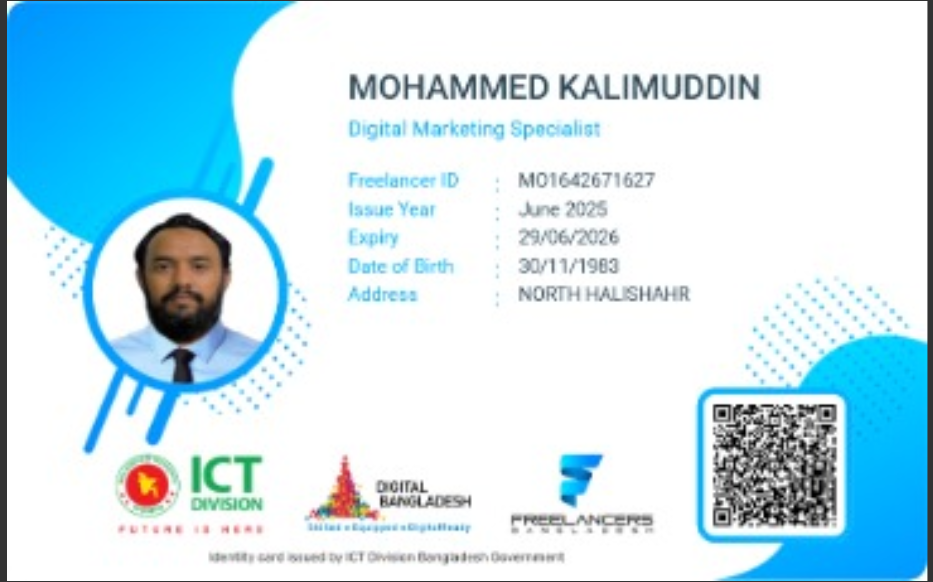 MOHAMMED KALIMUDDIN
Digital Marketing Specialist
Freelancer ID : MO1642671627
Issue Year : June 2025
Expiry : 29/06/2026
Date of Birth : 30/11/1983
Address : NORTH HALISHAHR
ICT
DIVISION
FUTURE IS HERE
DIGITAL
BANGLADESH
Skilled • Equipped • DigitalReady
FREELANCERS
BANGLADESH
Identity card issued by ICT Division Bangladesh Government